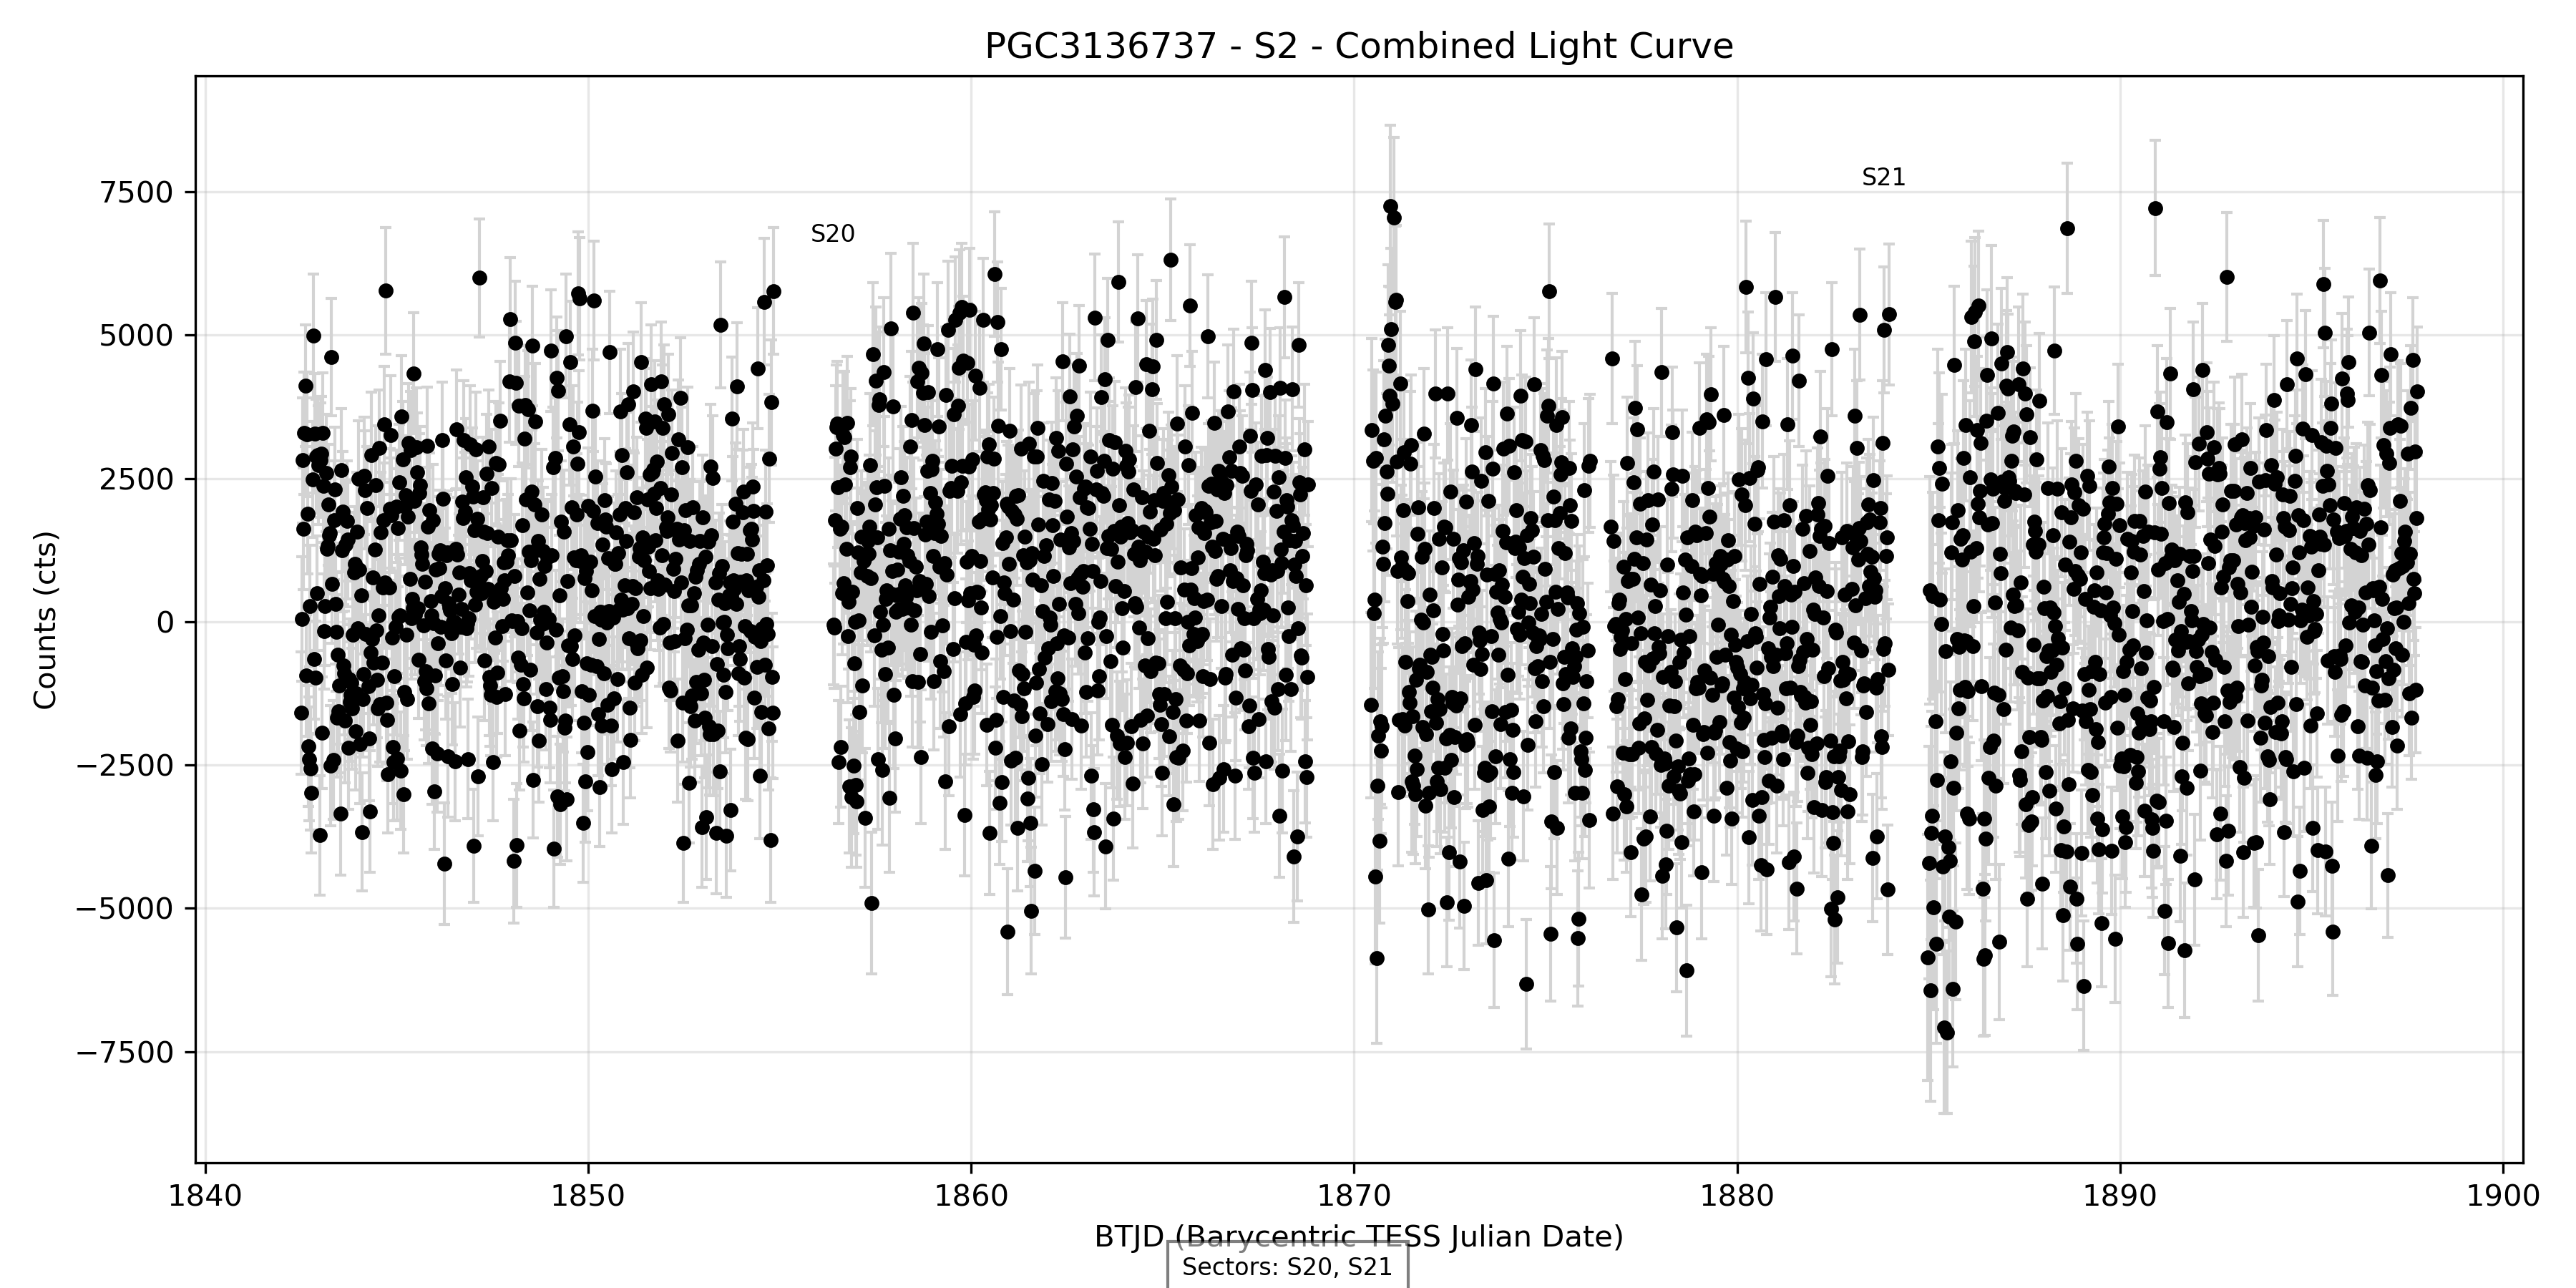 PGC3136737 - S2 - Combined Light Curve
Counts (cts)
7500
5000
2500
0
−2500
−5000
−7500
S20
S21
1840 1850 1860 1870 1880 1890 1900
BTJD (Barycentric TESS Julian Date)
Sectors: S20, S21